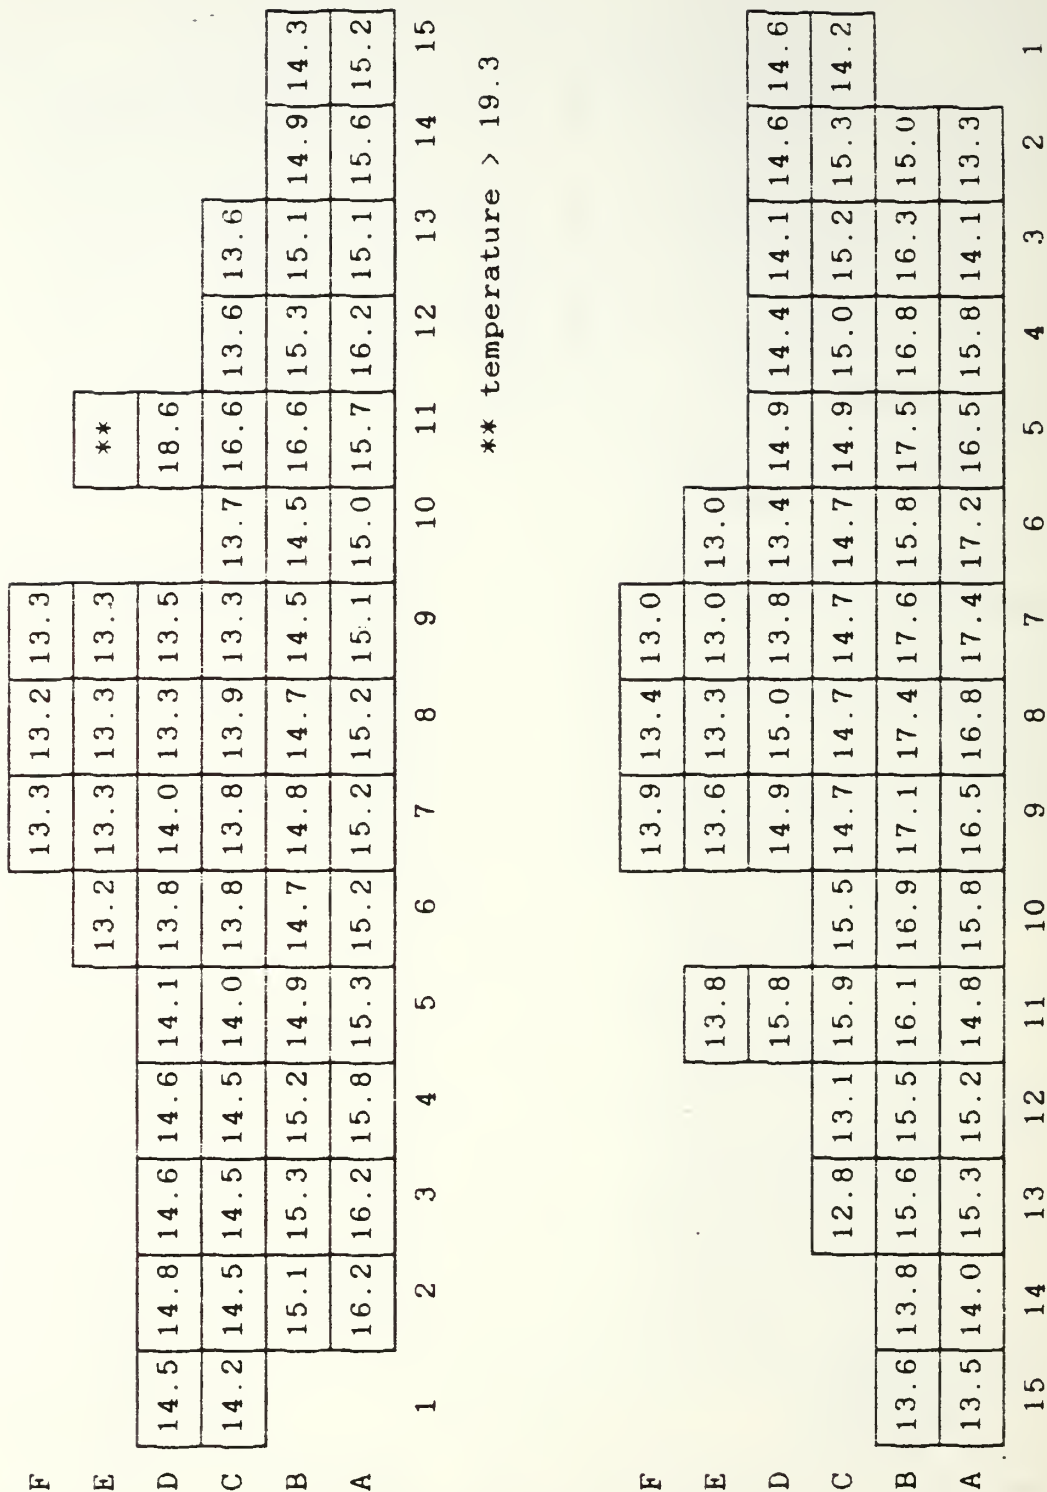 F 13.3 13.2 13.3
E 13.2 13.3 13.3 13.3 **
D 14.5 14.8 14.6 14.6 14.1 13.8 14.0 13.3 13.5 18.6
C 14.2 14.5 14.5 14.5 14.0 13.8 13.8 13.9 13.3 13.7 16.6 13.6 13.6
B 15.1 15.3 15.2 14.9 14.7 14.8 14.7 14.5 14.5 16.6 15.3 15.1 14.9 14.3
A 16.2 16.2 15.8 15.3 15.2 15.2 15.2 15.1 15.0 15.7 16.2 15.1 15.6 15.2
1 2 3 4 5 6 7 8 9 10 11 12 13 14 15
** temperature > 19.3
F 13.9 13.4 13.0
E 13.8 13.6 13.3 13.0 13.0
D 15.8 14.9 15.0 13.8 13.4 14.9 14.4 14.1 14.6 14.6
C 12.8 13.1 15.9 15.5 14.7 14.7 14.7 14.7 14.9 15.0 15.2 15.3 14.2
B 13.6 13.8 15.6 15.5 16.1 16.9 17.1 17.4 17.6 15.8 17.5 16.8 16.3 15.0
A 13.5 14.0 15.3 15.2 14.8 15.8 16.5 16.8 17.4 17.2 16.5 15.8 14.1 13.3
15 14 13 12 11 10 9 8 7 6 5 4 3 2 1